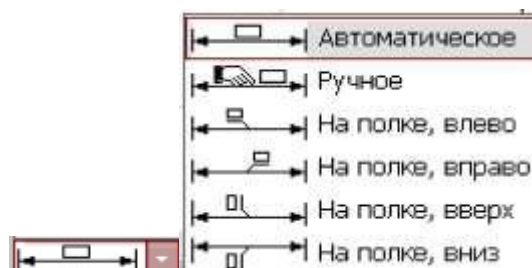 Автоматическое
Ручное
На полке, влево
На полке, вправо
На полке, вверх
На полке, вниз